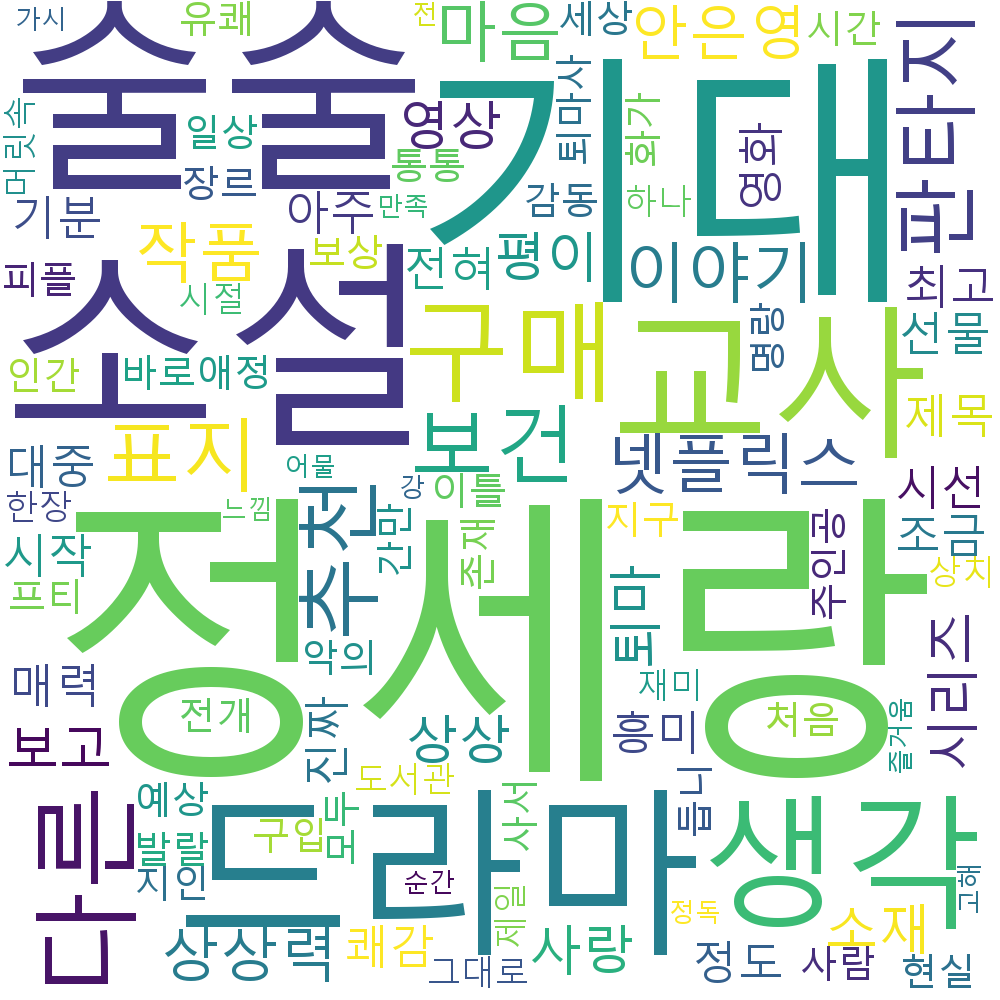 가시
유쾌
전
마음
세상
안은영
시간
술술
기대
판타지
머릿속
일상
영상
퇴마사
화가
영화
통통
장르
기분
아주
만족
감동
하나
작품
보상
전혀
평이
이야기
최고
피플
시절
소설
구매
교사
명랑
선물
인간
바로애정
제목
표지
보건
넷플릭스
대중
어물
시선
한장
느낌
추천
강
이틀
간만
존재
지구
주인공
조금
시작
프티
정세랑
퇴마
상치
악의
매력
재미
시리즈
전개
처음
흥미
즐거움
보고
진짜
상상
도서관
다른
예상
드라마
사서
듭니
생각
발랄
구입
모두
지인
순간
제일
정독
고해
소재
상상력
쾌감
그대로
사랑
정도
사람
현실